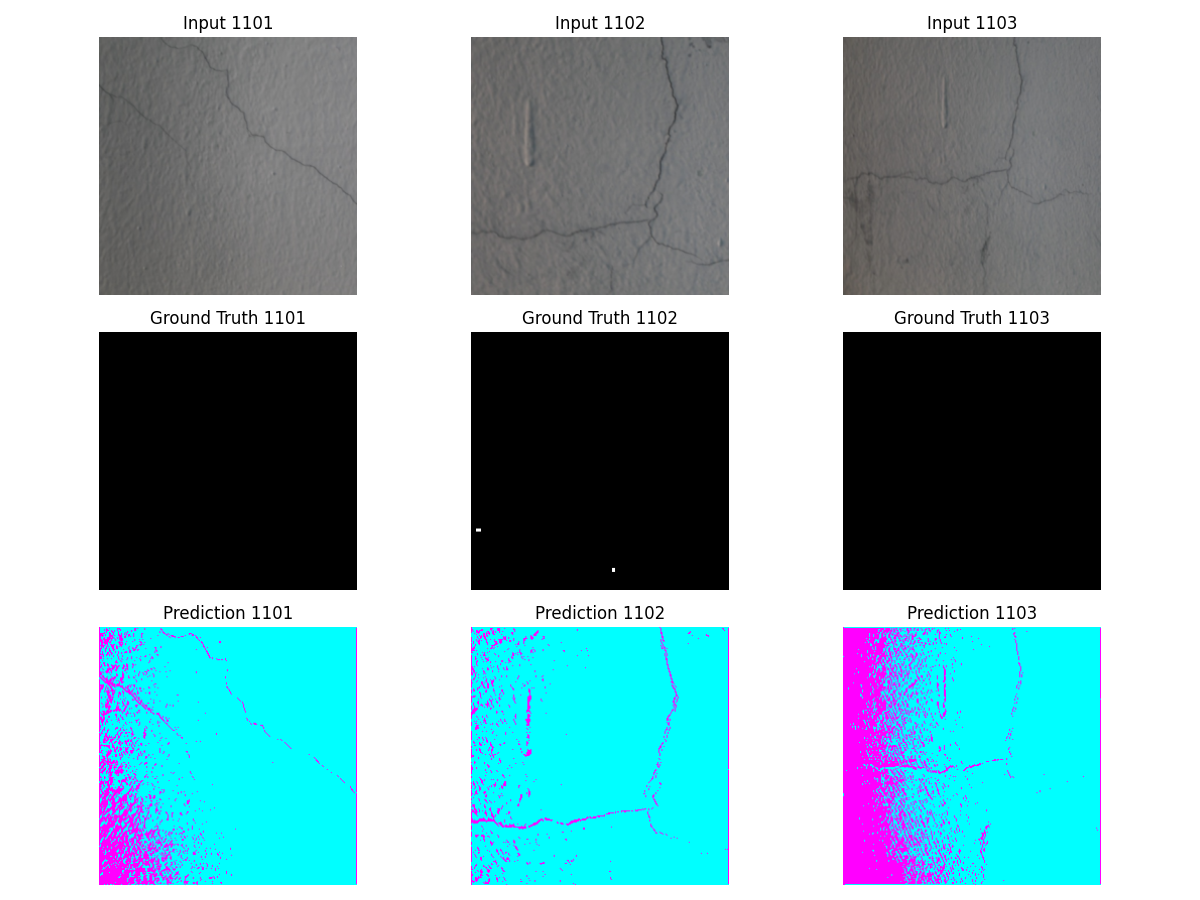 Input 1101
Input 1102
Input 1103
Ground Truth 1101
Ground Truth 1102
Ground Truth 1103
Prediction 1101
Prediction 1102
Prediction 1103